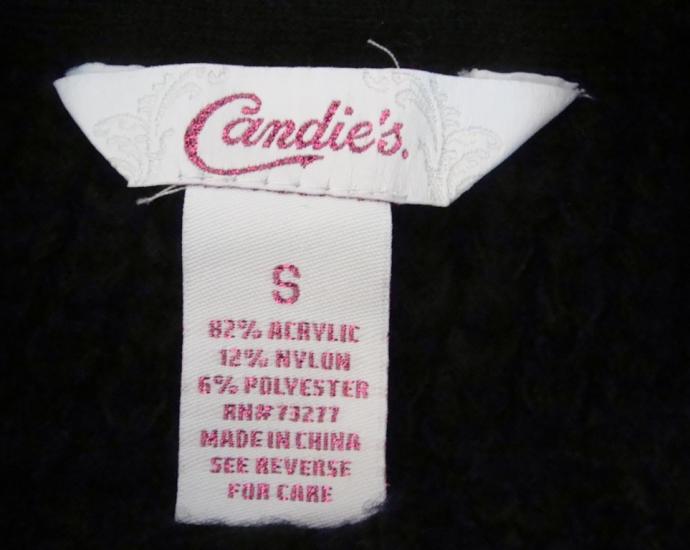 Candie's.
S
82% ACRYLIC
12% NYLON
6% POLYESTER
RN#73277
MADE IN CHINA
SEE REVERSE
FOR CARE